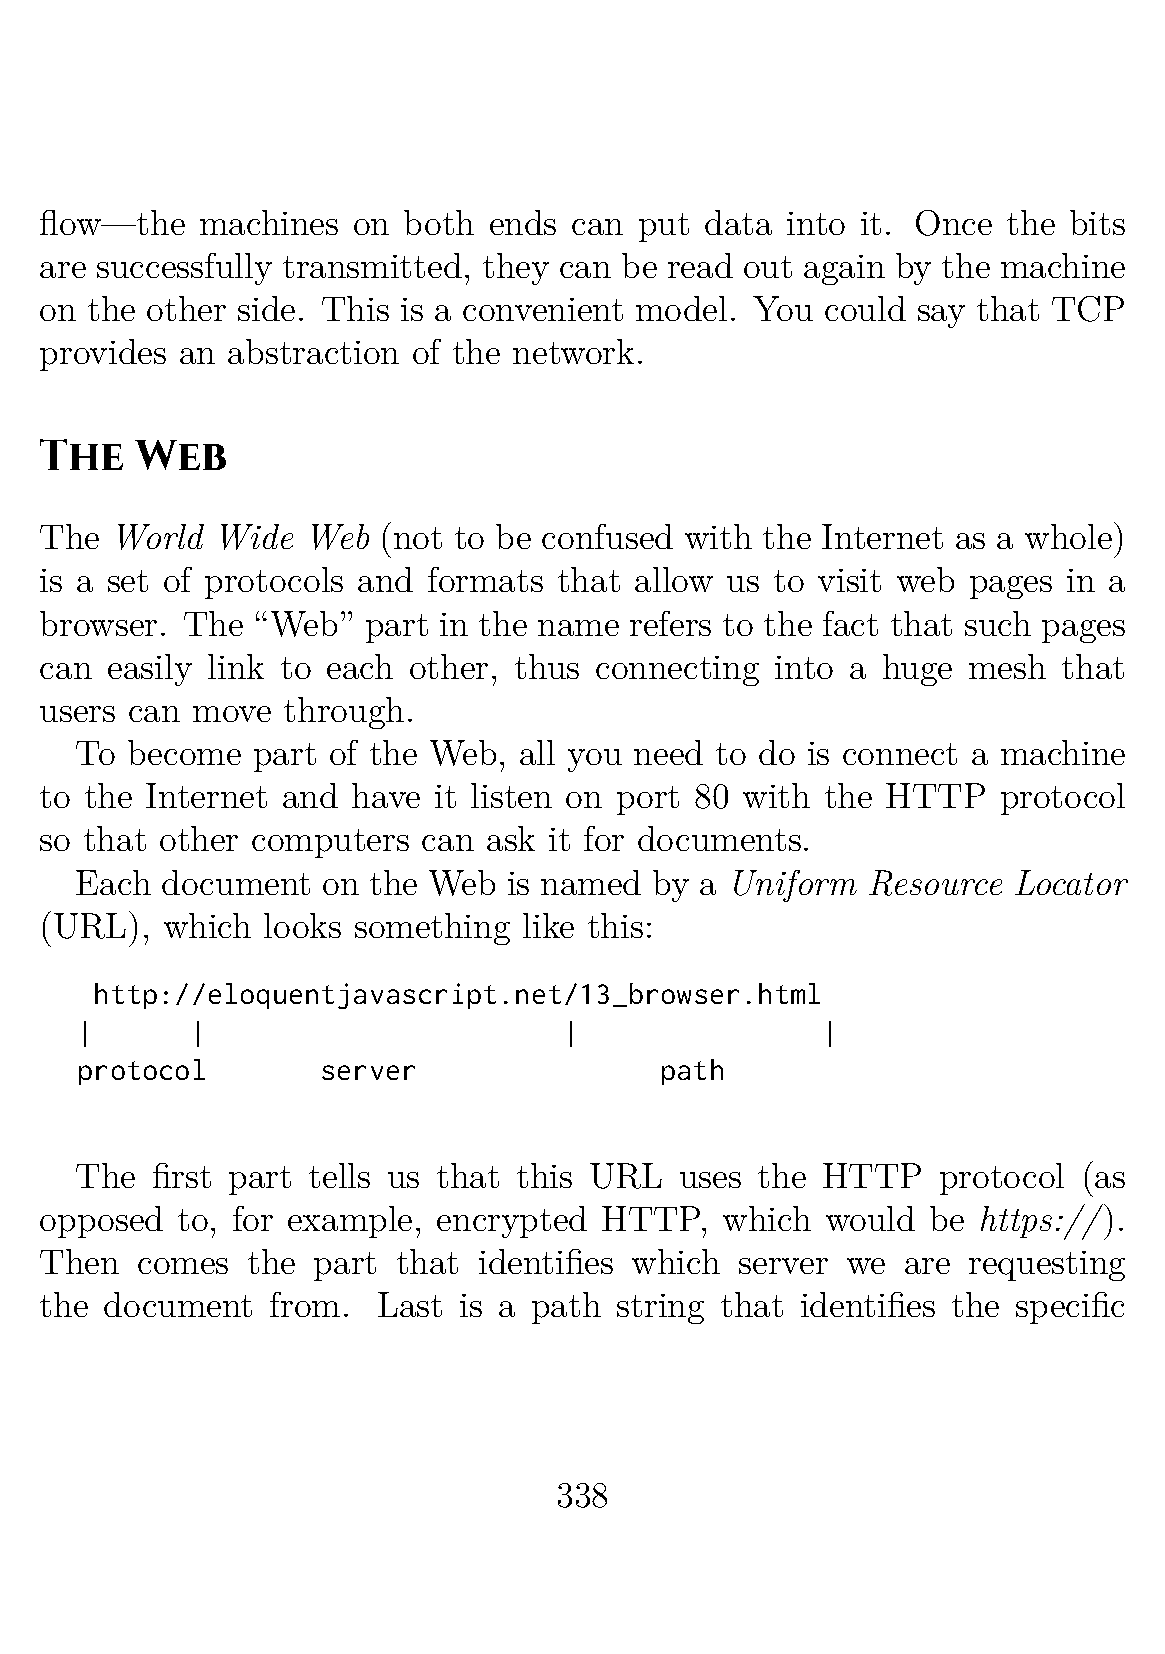 flow—the machines on both ends can put data into it. Once the bits
are successfully transmitted, they can be read out again by the machine
on the other side. This is a convenient model. You could say that TCP
provides an abstraction of the network.
The Web
The World Wide Web (not to be confused with the Internet as a whole)
is a set of protocols and formats that allow us to visit web pages in a
browser. The “Web” part in the name refers to the fact that such pages
can easily link to each other, thus connecting into a huge mesh that
users can move through.
To become part of the Web, all you need to do is connect a machine
to the Internet and have it listen on port 80 with the HTTP protocol
so that other computers can ask it for documents.
Each document on the Web is named by a Uniform Resource Locator
(URL), which looks something like this:
http://eloquentjavascript.net/13_browser.html
| | | |
protocol server path
The first part tells us that this URL uses the HTTP protocol (as
opposed to, for example, encrypted HTTP, which would be https://).
Then comes the part that identifies which server we are requesting
the document from. Last is a path string that identifies the specific
338